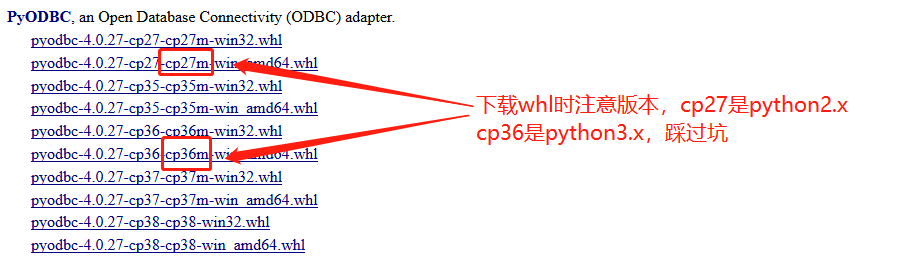 PyODBC, an Open Database Connectivity (ODBC) adapter.
pyodbc-4.0.27-cp27-cp27m-win32.whl
pyodbc-4.0.27-cp27-cp27m-win_amd64.whl
pyodbc-4.0.27-cp35-cp35m-win32.whl
pyodbc-4.0.27-cp35-cp35m-win_amd64.whl
pyodbc-4.0.27-cp36-cp36m-win32.whl
pyodbc-4.0.27-cp36-cp36m-win_amd64.whl
pyodbc-4.0.27-cp37-cp37m-win32.whl
pyodbc-4.0.27-cp37-cp37m-win_amd64.whl
pyodbc-4.0.27-cp38-cp38-win32.whl
pyodbc-4.0.27-cp38-cp38-win_amd64.whl
下载whl时注意版本，cp27是python2.x
cp36是python3.x，踩过坑